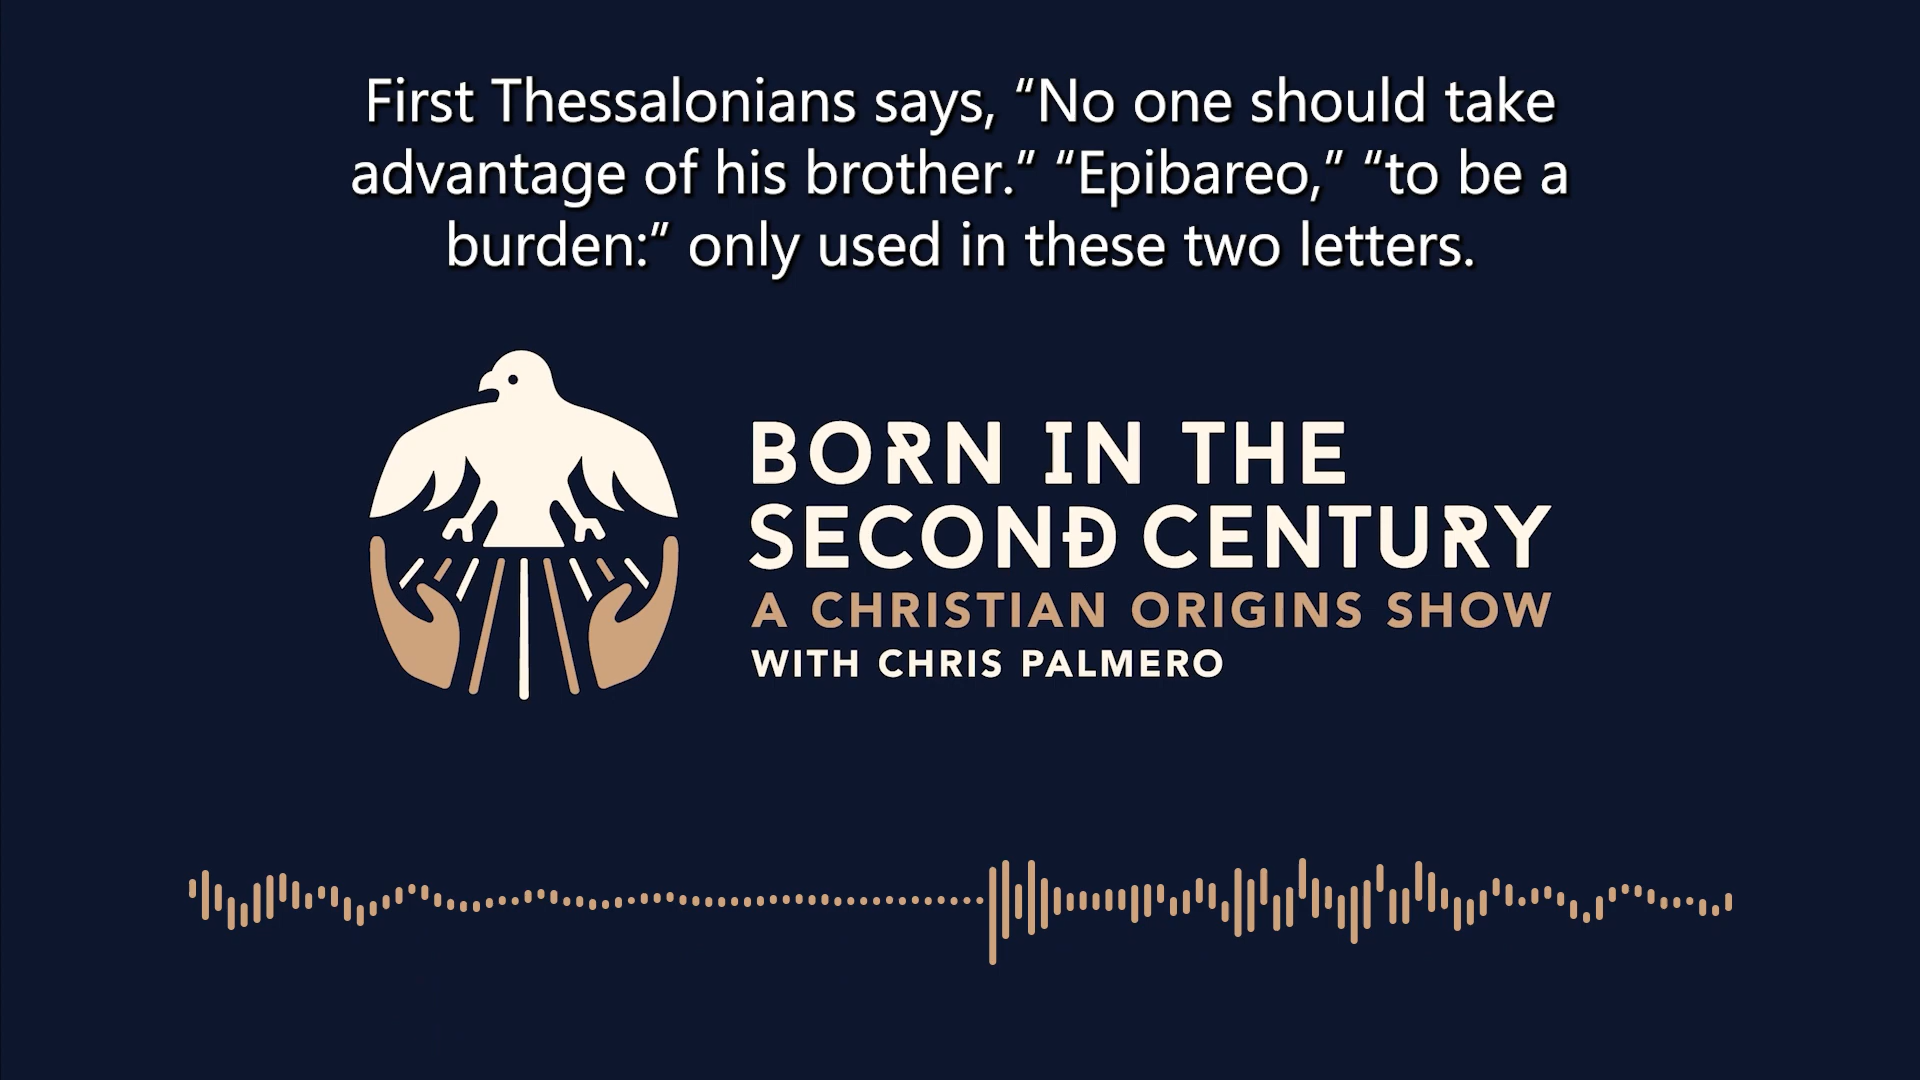 First Thessalonians says, “No one should take
advantage of his brother.” “Epibareo,” “to be a
burden:” only used in these two letters.
BORN IN THE
SECOND CENTURY
A CHRISTIAN ORIGINS SHOW
WITH CHRIS PALMERO